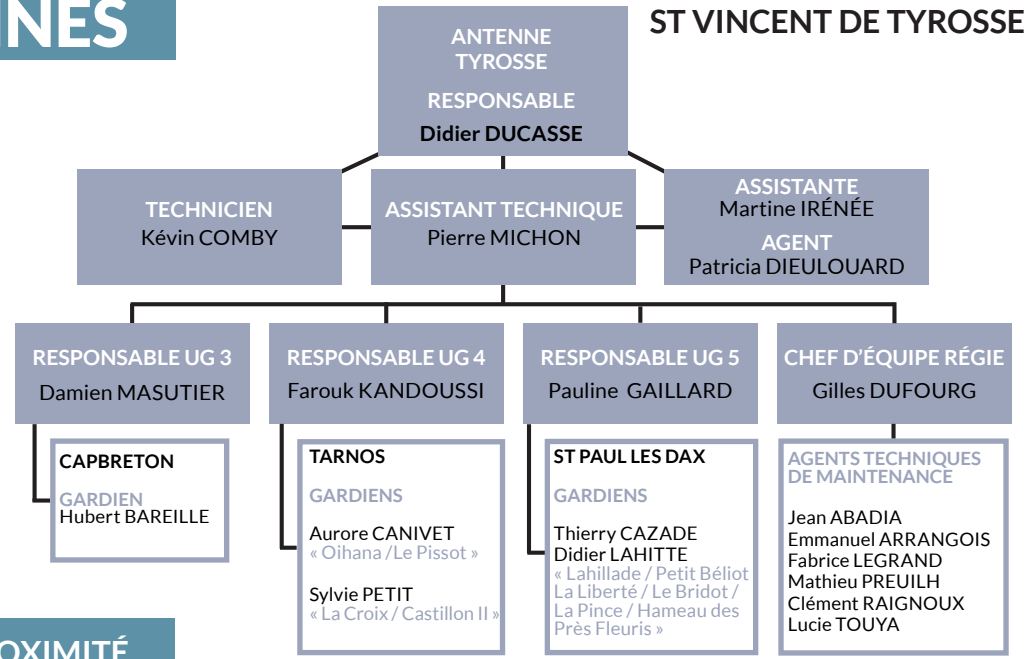 ST VINCENT DE TYROSSE
ANTENNE
TYROSSE
RESPONSABLE
Didier DUCASSE
TECHNICIEN
Kévin COMBY
ASSISTANT TECHNIQUE
Pierre MICHON
ASSISTANTE
Martine IRÉNÉE
AGENT
Patricia DIEULOUARD
RESPONSABLE UG 3
Damien MASUTIER
RESPONSABLE UG 4
Farouk KANDOUSSI
RESPONSABLE UG 5
Pauline GAILLARD
CHEF D'ÉQUIPE RÉGIE
Gilles DUFOURG
CAPBRETON
GARDIEN
Hubert BAREILLE
TARNOS
GARDIENS
Aurore CANIVET
« Oihana /Le Pissot »
Sylvie PETIT
« La Croix / Castillon II »
ST PAUL LES DAX
GARDIENS
Thierry CAZADE
Didier LAHITTE
« Lahillade / Petit Béliot
La Liberté / Le Bridot /
La Pince / Hameau des
Près Fleuris »
AGENTS TECHNIQUES
DE MAINTENANCE
Jean ABADIA
Emmanuel ARRANGOIS
Fabrice LEGRAND
Mathieu PREUILH
Clément RAIGNOUX
Lucie TOUYA